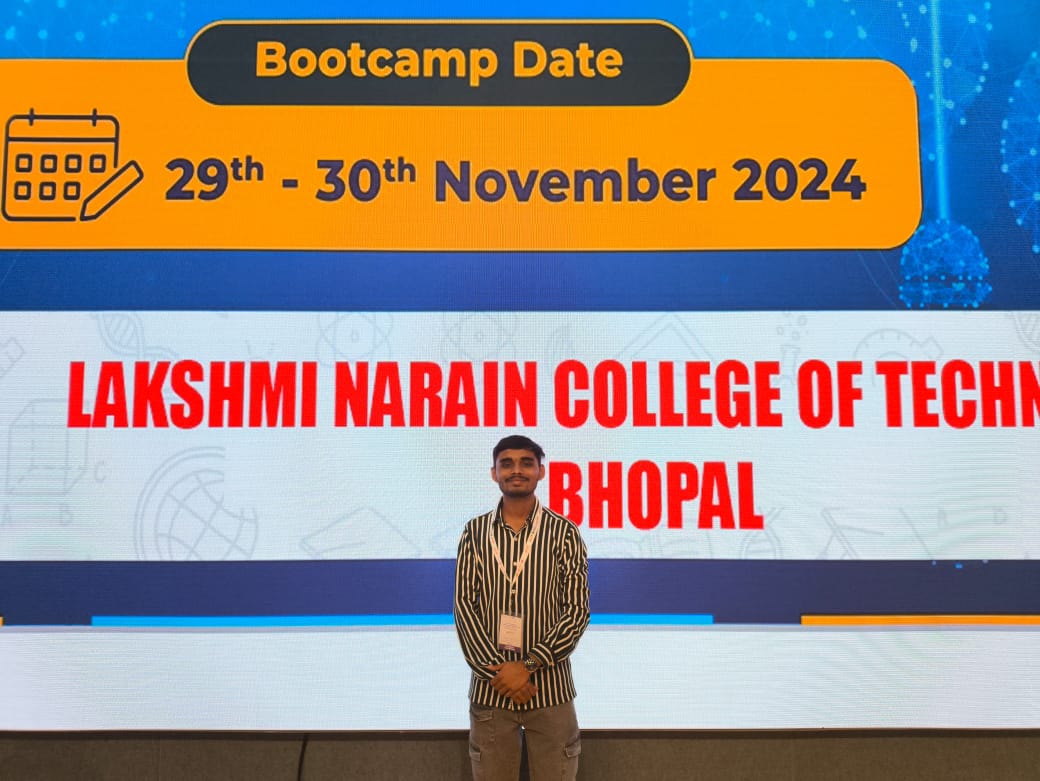 Bootcamp Date
29th - 30th November 2024
LAKSHMI NARAIN COLLEGE OF TECHN
BHOPAL